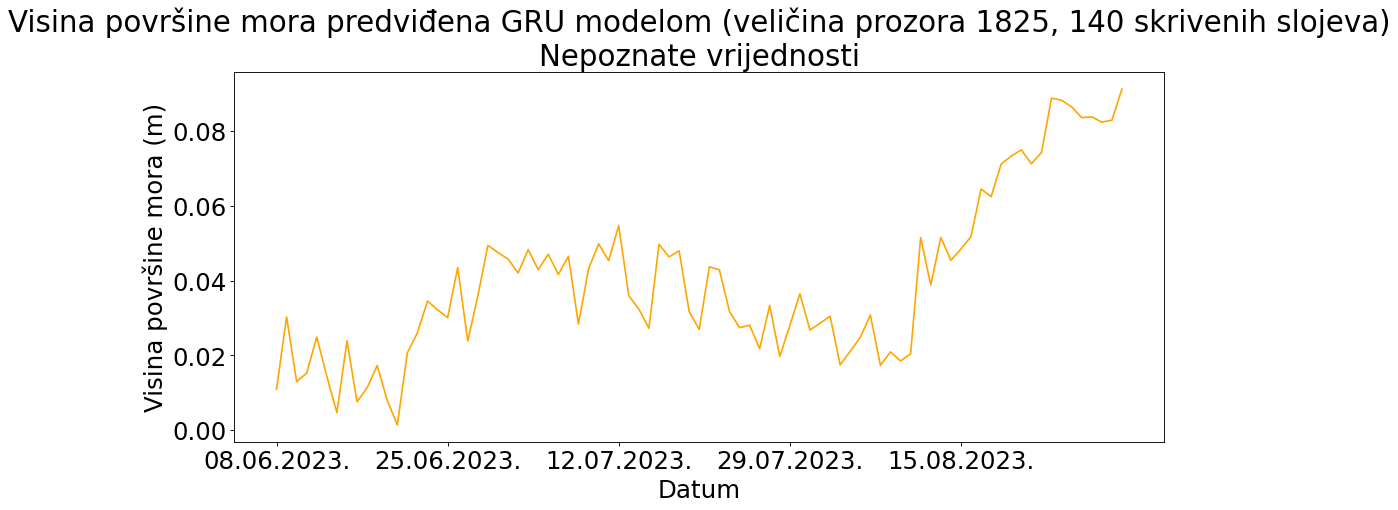 Visina površine mora predviđena GRU modelom (veličina prozora 1825, 140 skrivenih slojeva)
Nepoznate vrijednosti
Visina površine mora (m)
0.08
0.06
0.04
0.02
0.00
08.06.2023. 25.06.2023. 12.07.2023. 29.07.2023. 15.08.2023.
Datum